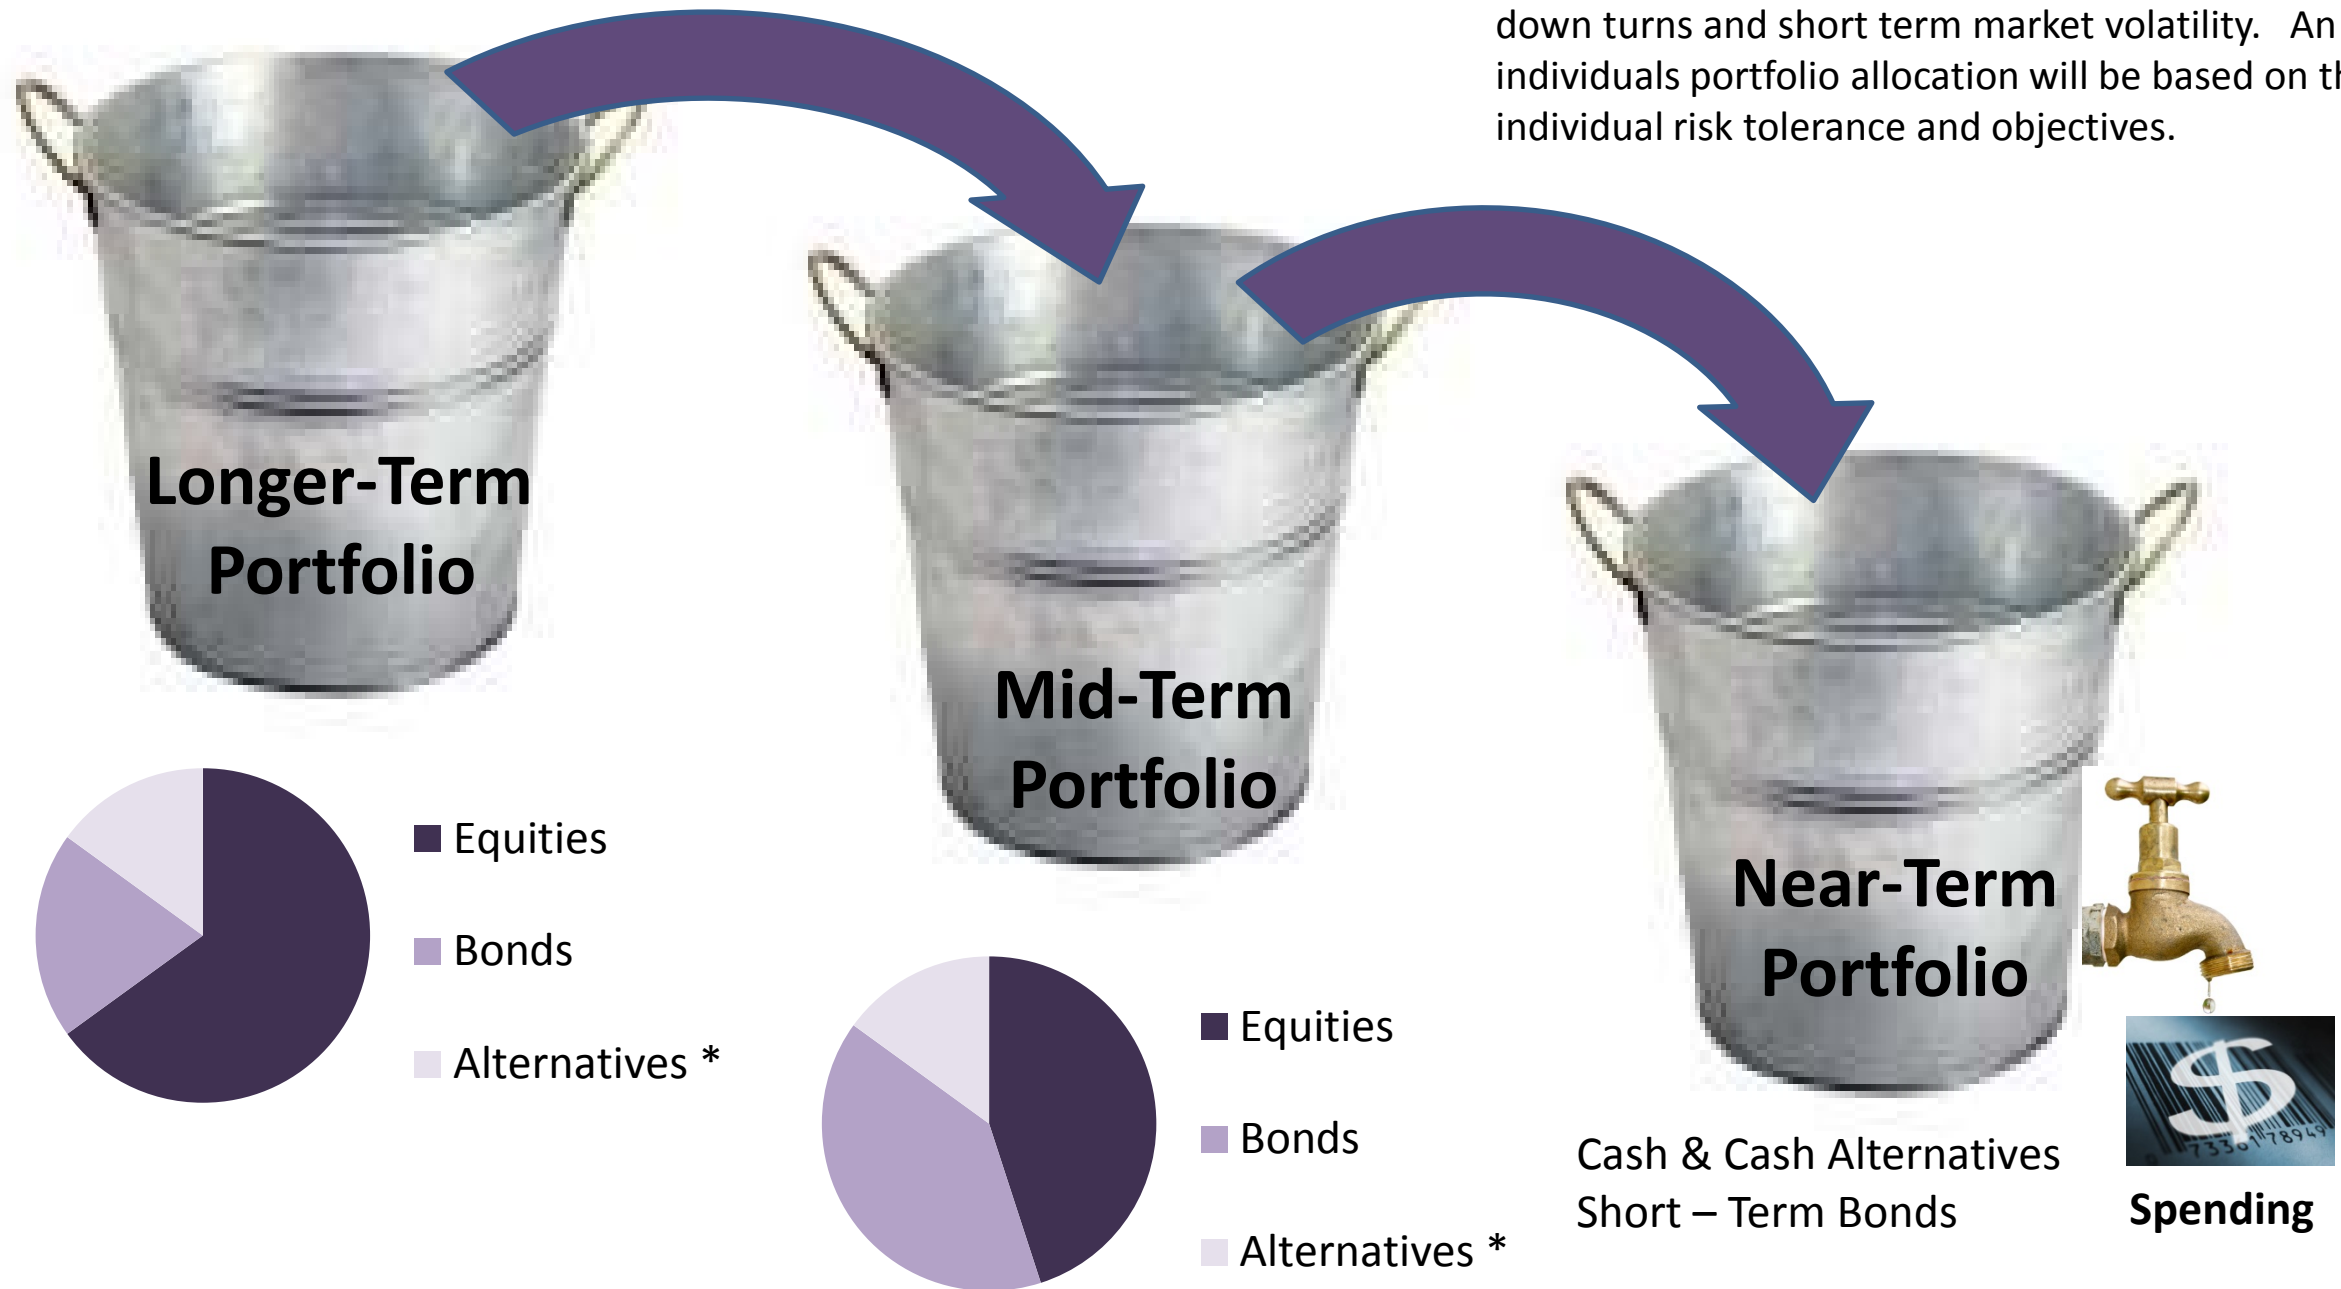 down turns and short term market volatility.   An
individuals portfolio allocation will be based on
individual risk tolerance and objectives.
Longer-Term
Portfolio
Mid-Term
Portfolio
Near-Term
Portfolio
Equities
Bonds
Alternatives *
Equities
Bonds
Alternatives *
Cash & Cash Alternatives
Short – Term Bonds
Spending